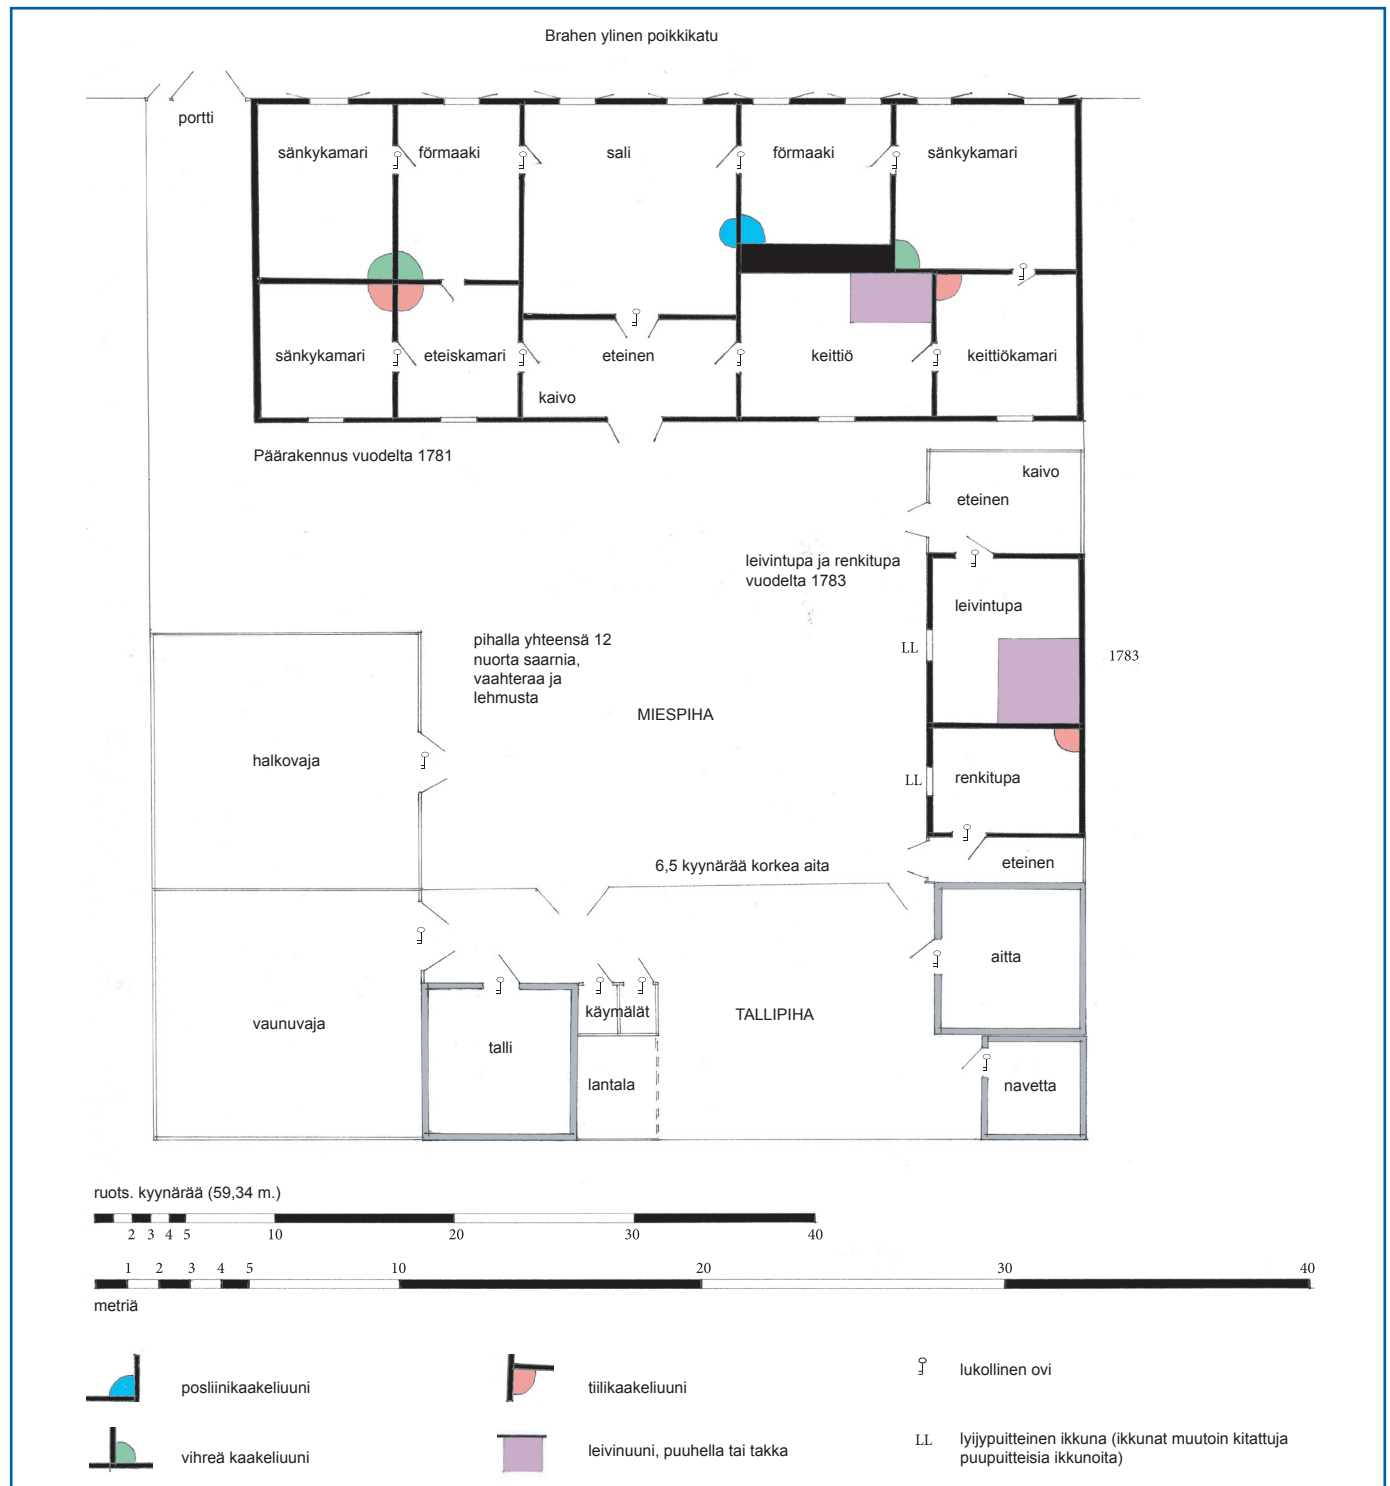 Brahen ylinen poikkikatu
portti
sänkykamari
förmaaki
sali
förmaaki
sänkykamari
sänkykamari
eteiskamari
eteinen
keittiö
keittiökamari
kaivo
Päärakennus vuodelta 1781
kaivo
eteinen
leivintupa ja renkitupa
vuodelta 1783
leivintupa
pihalla yhteensä 12
nuorta saarnia,
vaahteraa ja
lehmusta
LL
1783
MIESPIHA
halkovaja
LL
renkitupa
6,5 kyynärää korkea aita
eteinen
aitta
vaunuvaja
käymälät
TALLIPIHA
talli
lantala
navetta
ruots. kyynärää (59,34 m.)
2 3 4 5 10 20 30 40
1 2 3 4 5 10 20 30 40
metriä
posliinikaakeliuuni
tiilikaakeliuuni
lukollinen ovi
vihreä kaakeliuuni
leivinuuni, puuhella tai takka
LL lyijypuitteinen ikkuna (ikkunat muutoin kitattuja
puupuitteisia ikkunoita)